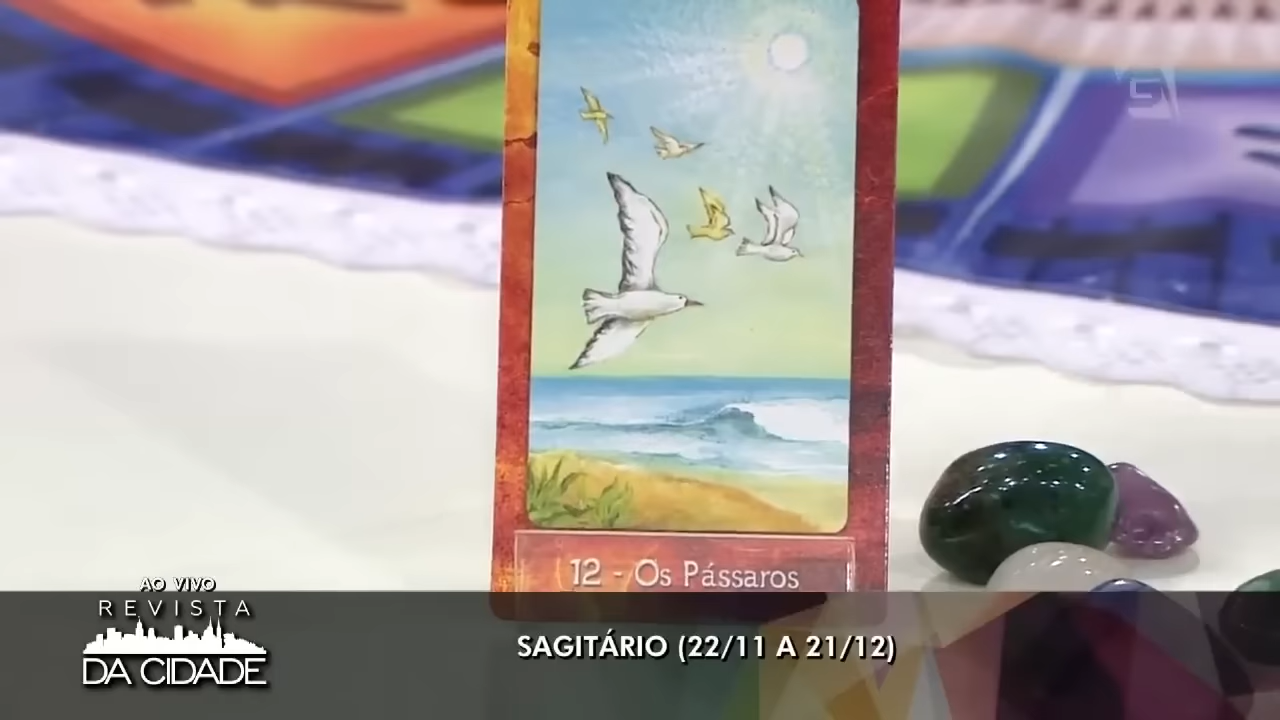 12 - Os Pássaros
AO VIVO
REVISTA
DA CIDADE
SAGITÁRIO (22/11 A 21/12)